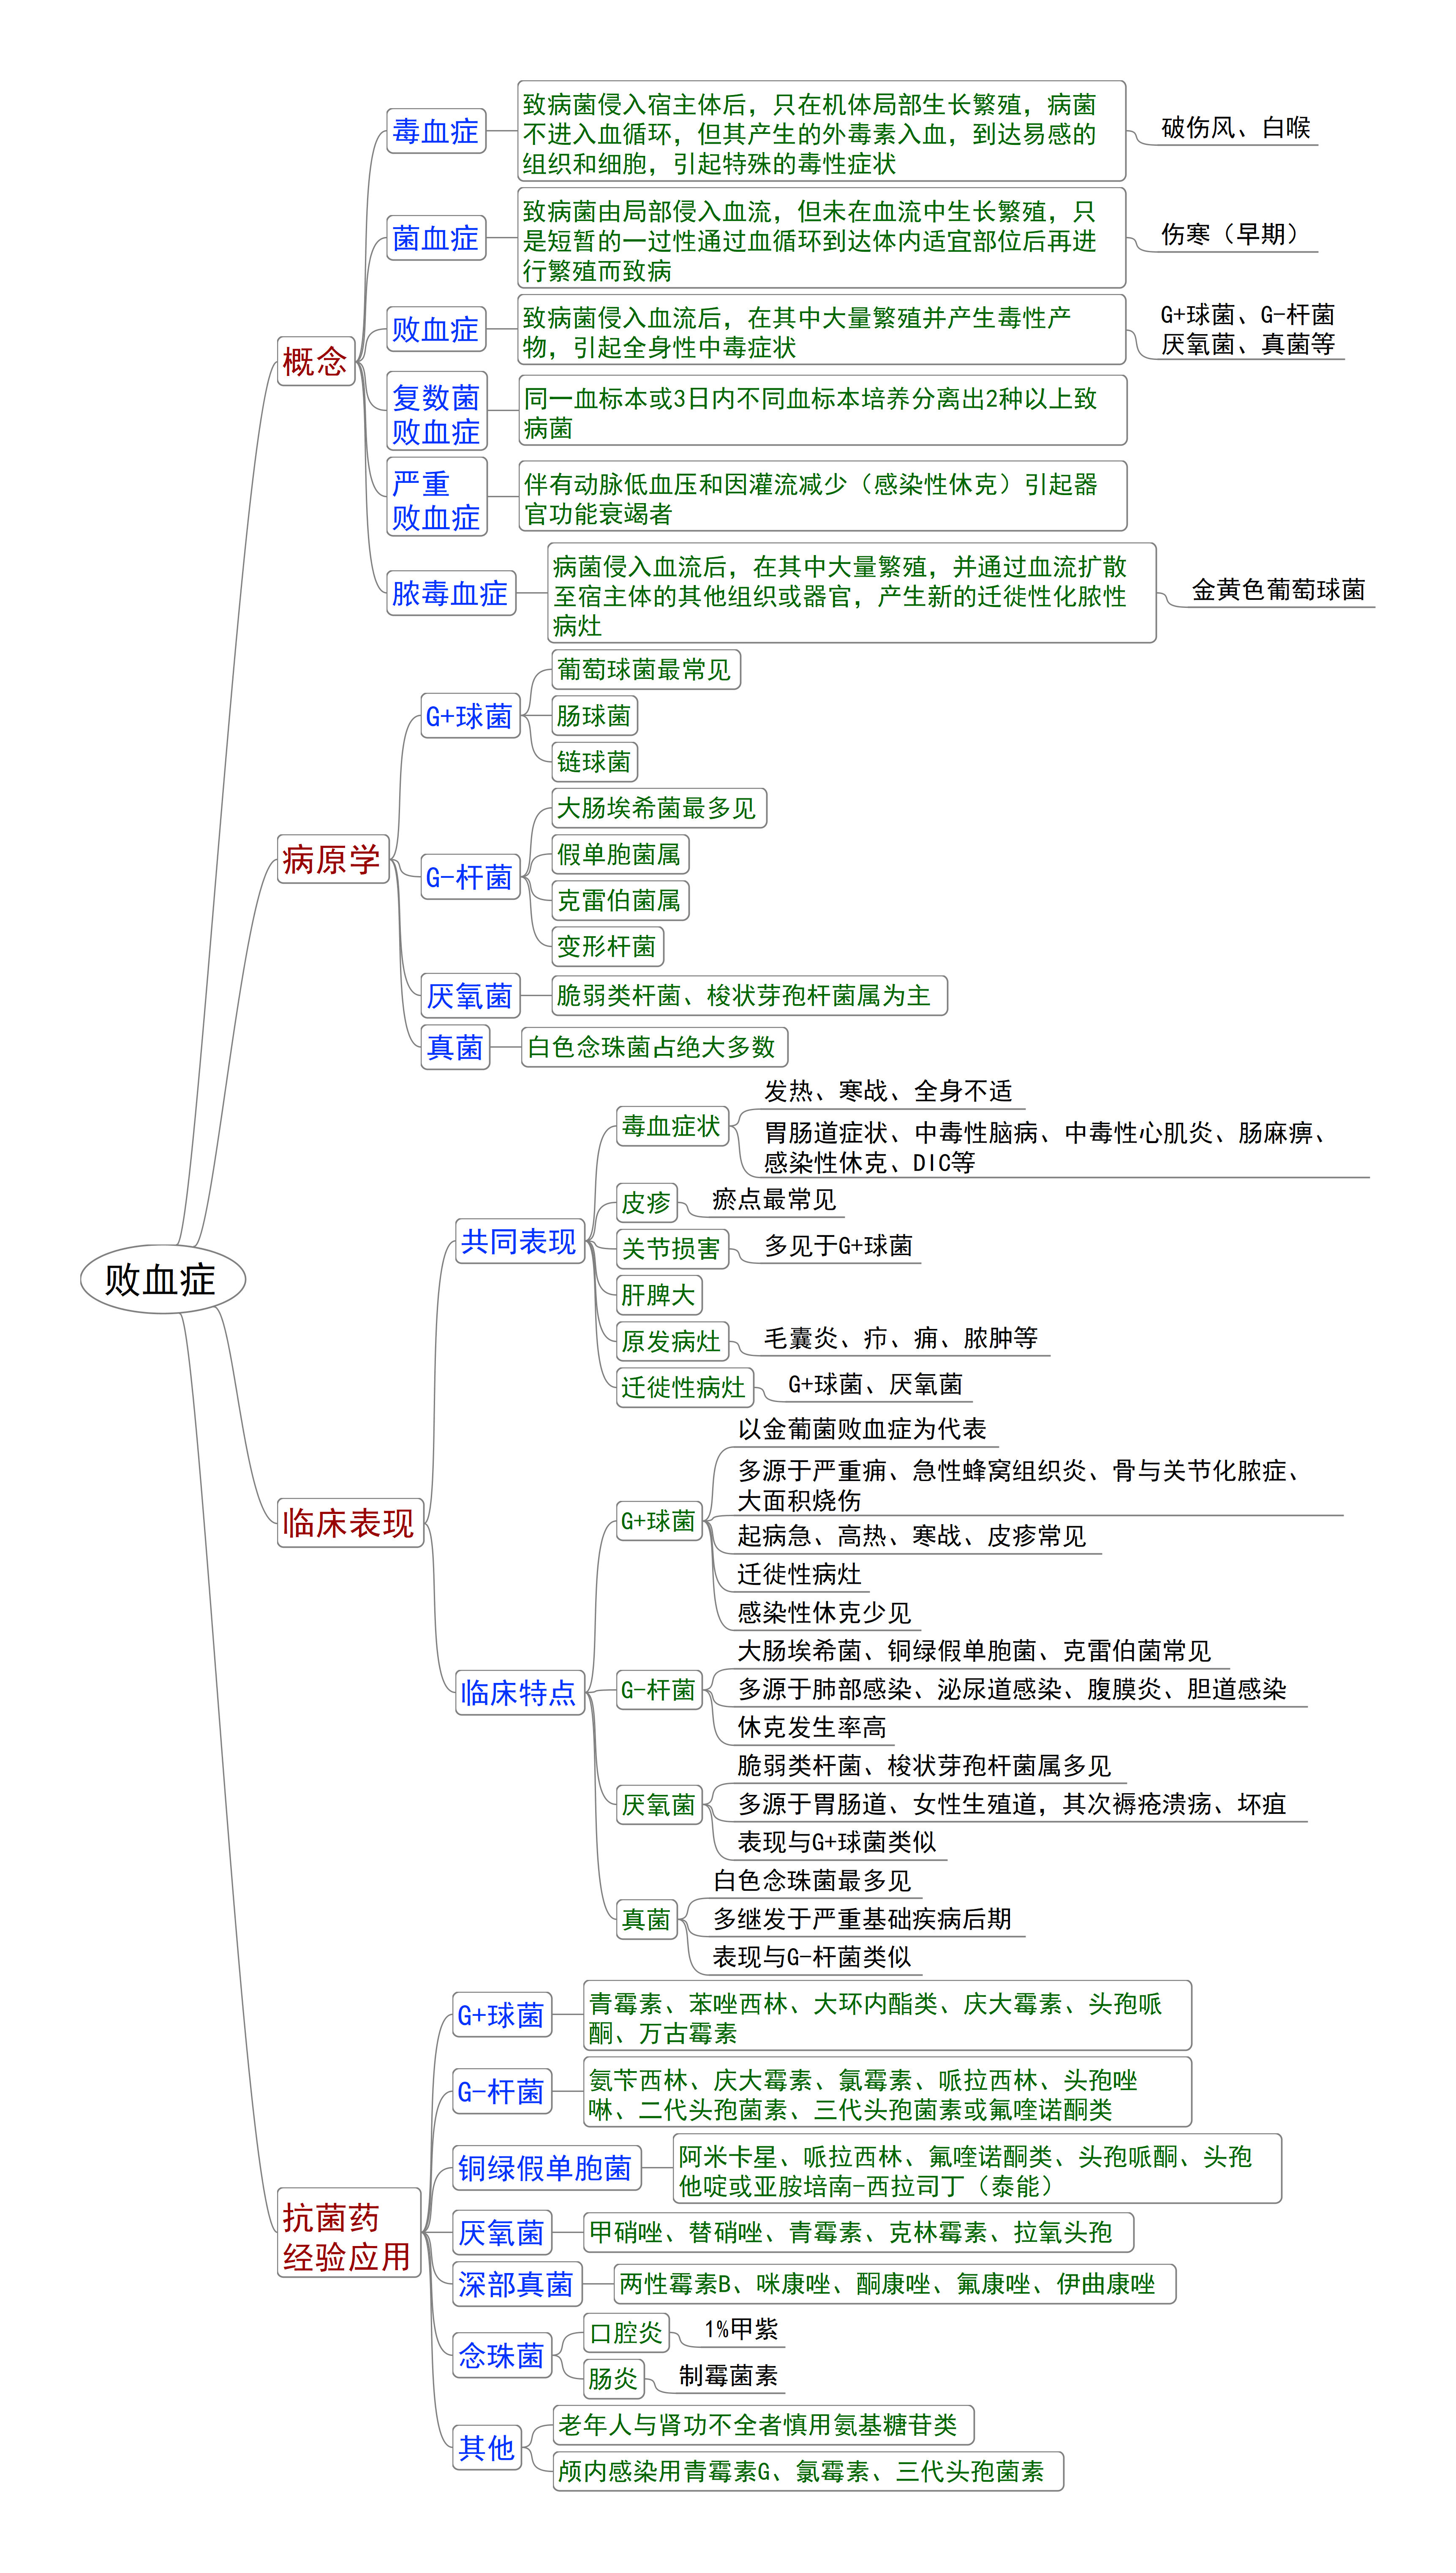 毒血症
致病菌侵入宿主体后，只在机体局部生长繁殖，病菌
不进入血循环，但其产生的外毒素入血，到达易感的
组织和细胞，引起特殊的毒性症状
破伤风、白喉
菌血症
致病菌由局部侵入血流，但未在血流中生长繁殖，只
是短暂的一过性通过血循环到达体内适宜部位后再进
行繁殖而致病
伤寒（早期）
概念
败血症
致病菌侵入血流后，在其中大量繁殖并产生毒性产
物，引起全身性中毒症状
G+球菌、G-杆菌
厌氧菌、真菌等
复数菌
败血症
同一血标本或3日内不同血标本培养分离出2种以上致
病菌
严重
败血症
伴有动脉低血压和因灌流减少（感染性休克）引起器
官功能衰竭者
脓毒血症
病菌侵入血流后，在其中大量繁殖，并通过血流扩散
至宿主体的其他组织或器官，产生新的迁徙性化脓性
病灶
金黄色葡萄球菌
病原学
G+球菌
葡萄球菌最常见
肠球菌
链球菌
G-杆菌
大肠埃希菌最多见
假单胞菌属
克雷伯菌属
变形杆菌
厌氧菌
脆弱类杆菌、梭状芽孢杆菌属为主
真菌
白色念珠菌占绝大多数
败血症
临床表现
共同表现
毒血症状
发热、寒战、全身不适
胃肠道症状、中毒性脑病、中毒性心肌炎、肠麻痹、
感染性休克、DIC等
皮疹
瘀点最常见
关节损害
多见于G+球菌
肝脾大
原发病灶
毛囊炎、疖、痈、脓肿等
迁徙性病灶
G+球菌、厌氧菌
临床特点
G+球菌
以金葡菌败血症为代表
多源于严重痈、急性蜂窝组织炎、骨与关节化脓症、
大面积烧伤
起病急、高热、寒战、皮疹常见
迁徙性病灶
感染性休克少见
G-杆菌
大肠埃希菌、铜绿假单胞菌、克雷伯菌常见
多源于肺部感染、泌尿道感染、腹膜炎、胆道感染
休克发生率高
厌氧菌
脆弱类杆菌、梭状芽孢杆菌属多见
多源于胃肠道、女性生殖道，其次褥疮溃疡、坏疽
表现与G+球菌类似
真菌
白色念珠菌最多见
多继发于严重基础疾病后期
表现与G-杆菌类似
抗菌药
经验应用
G+球菌
青霉素、苯唑西林、大环内酯类、庆大霉素、头孢哌
酮、万古霉素
G-杆菌
氨苄西林、庆大霉素、氯霉素、哌拉西林、头孢唑
啉、二代头孢菌素、三代头孢菌素或氟喹诺酮类
铜绿假单胞菌
阿米卡星、哌拉西林、氟喹诺酮类、头孢哌酮、头孢
他啶或亚胺培南-西拉司丁（泰能）
厌氧菌
甲硝唑、替硝唑、青霉素、克林霉素、拉氧头孢
深部真菌
两性霉素B、咪康唑、酮康唑、氟康唑、伊曲康唑
念珠菌
口腔炎
1%甲紫
肠炎
制霉菌素
其他
老年人与肾功不全者慎用氨基糖苷类
颅内感染用青霉素G、氯霉素、三代头孢菌素